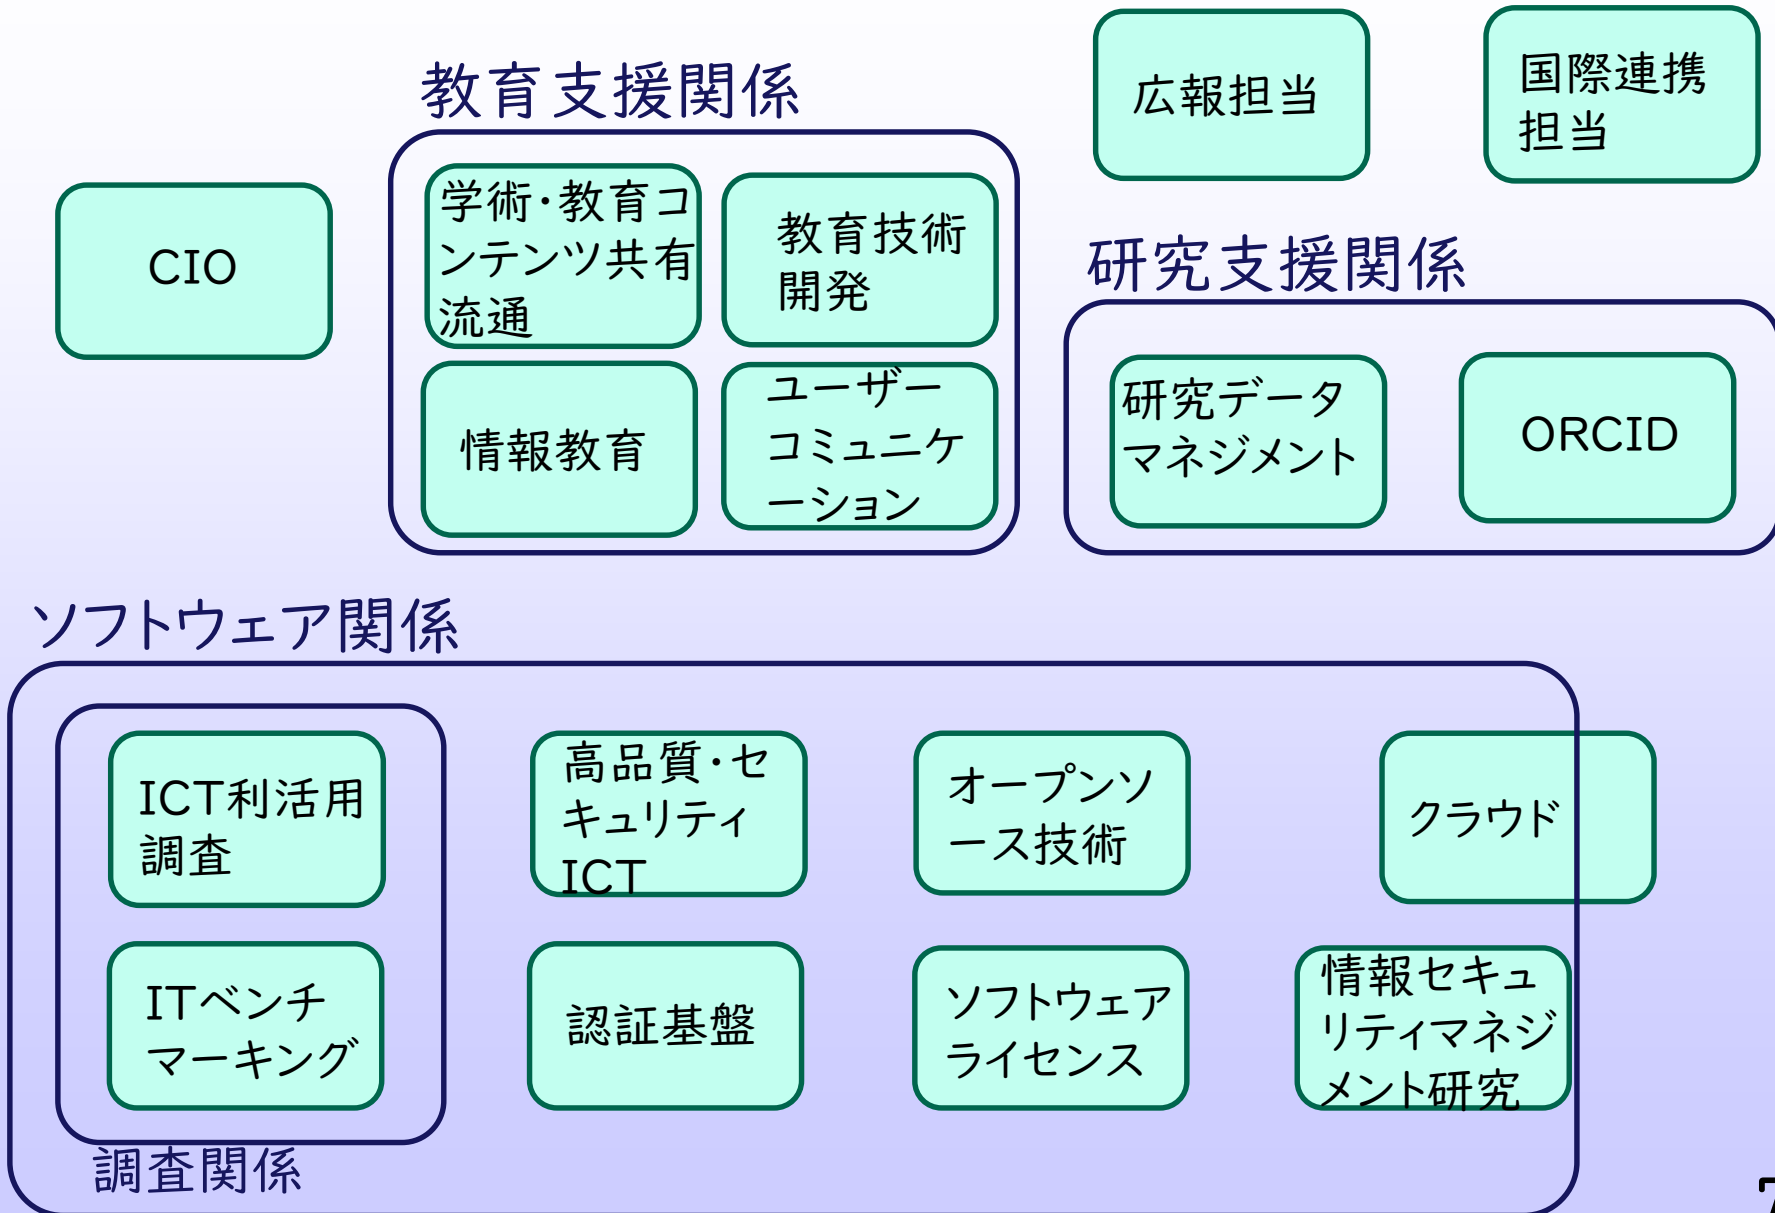 広報担当
国際連携
担当
教育支援関係
CIO
学術・教育コ
ンテンツ共有
流通
教育技術
開発
情報教育
ユーザー
コミュニケ
ーション
研究支援関係
研究データ
マネジメント
ORCID
ソフトウェア関係
ICT利活用
調査
高品質・セ
キュリティ
ICT
オープンソ
ース技術
クラウド
ITベンチ
マーキング
認証基盤
ソフトウェア
ライセンス
情報セキュ
リティマネジ
メント研究
調査関係
7